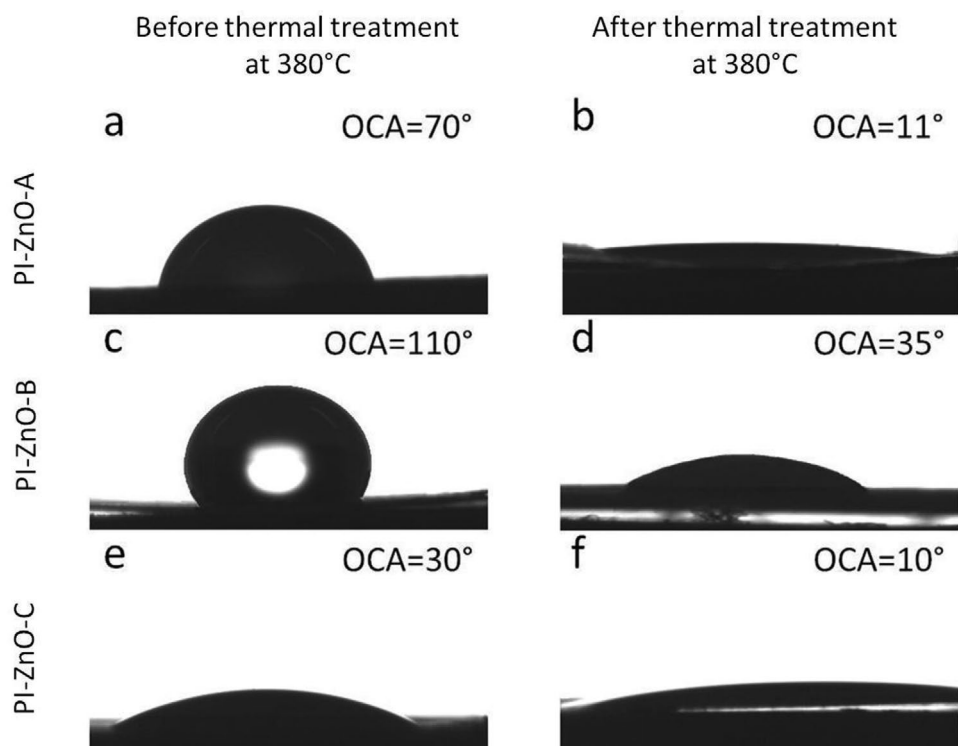 Before thermal treatment
at 380°C
After thermal treatment
at 380°C
a
OCA=70°
b
OCA=11°
PI-ZnO-A
c
OCA=110°
d
OCA=35°
PI-ZnO-B
e
OCA=30°
f
OCA=10°
PI-ZnO-C